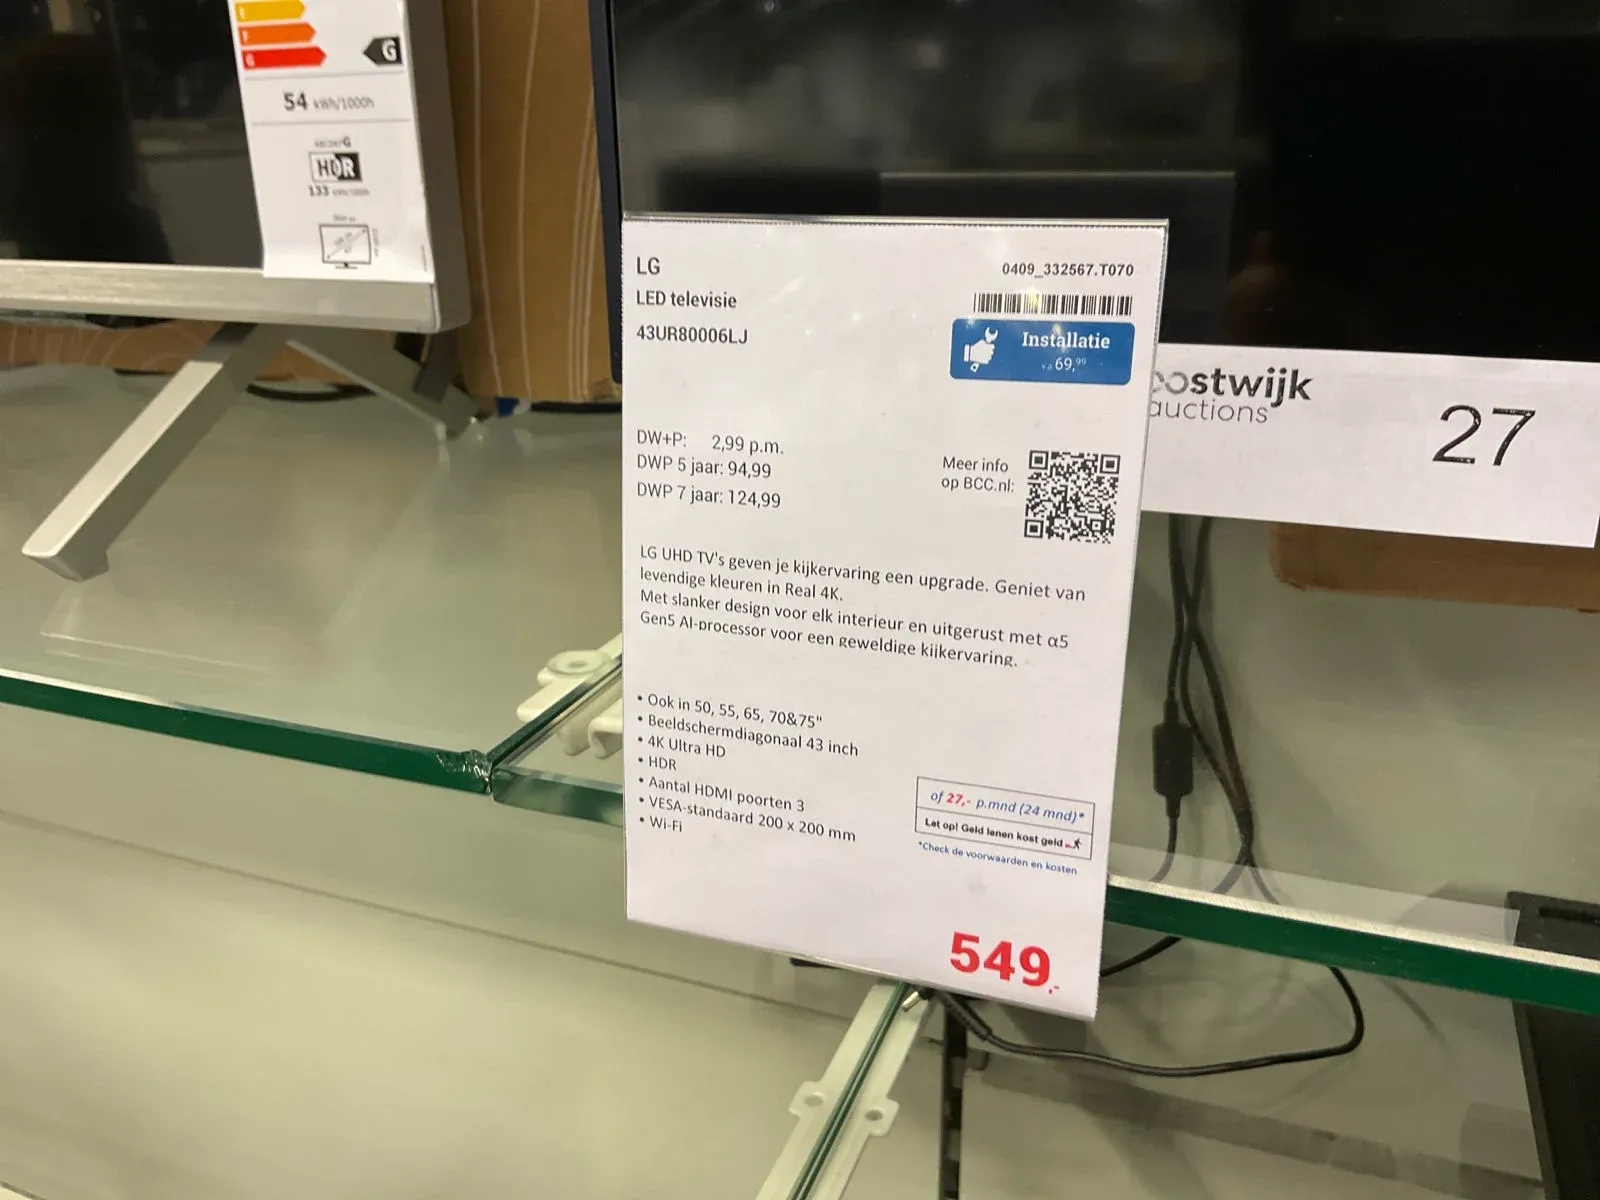 G
G
54 kWh/1000h
HDR
133 kWh/1000h
LG
0409_332567.T070
LED televisie
43UR80006LJ
Installatie
v.a 69,99
oostwijk
auctions
27
DW+P: 2,99 p.m.
DWP 5 jaar: 94,99
DWP 7 jaar: 124,99
Meer info
op BCC.nl:
LG UHD TV's geven je kijkervaring een upgrade. Geniet van
levendige kleuren in Real 4K.
Met slanker design voor elk interieur en uitgerust met α5
Gen5 AI-processor voor een geweldige kijkervaring.
• Ook in 50, 55, 65, 70&75"
• Beeldschermdiagonaal 43 inch
• 4K Ultra HD
• HDR
• Aantal HDMI poorten 3
• VESA-standaard 200 x 200 mm
• Wi-Fi
of 27,- p.mnd (24 mnd)*
Let op! Geld lenen kost geld
*Check de voorwaarden en kosten
549.-